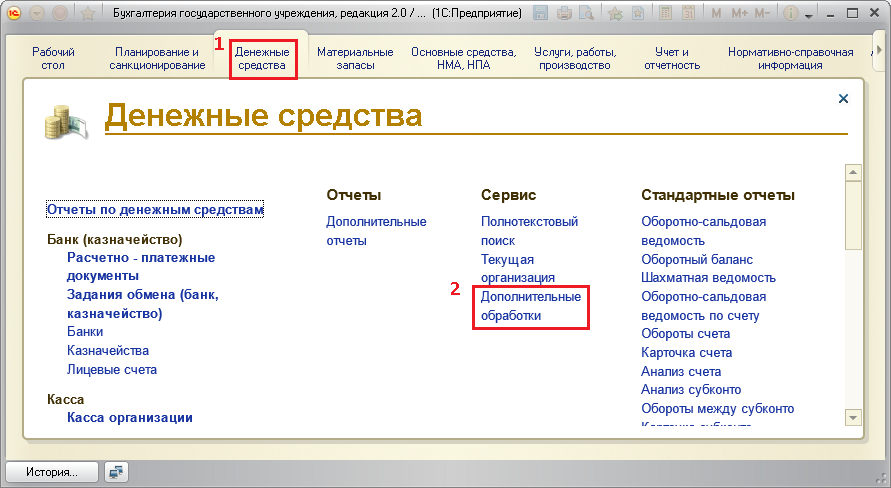 Бухгалтерия государственного учреждения, редакция 2.0 / ... (1С:Предприятие)
M M+ M-
31
1
Рабочий
стол
Планирование и
санкционирование
Денежные
средства
Материальные
запасы
Основные средства,
НМА, НПА
Услуги, работы,
производство
Учет и
отчетность
Нормативно-справочная
информация
Денежные средства
Отчеты по денежным средствам
Банк (казначейство)
Расчетно - платежные
документы
Задания обмена (банк,
казначейство)
Банки
Казначейства
Лицевые счета
Касса
Касса организации
Отчеты
Дополнительные
отчеты
Сервис
Полнотекстовый
поиск
Текущая
организация
2
Дополнительные
обработки
Стандартные отчеты
Оборотно-сальдовая
ведомость
Оборотный баланс
Шахматная ведомость
Оборотно-сальдовая
ведомость по счету
Обороты счета
Карточка счета
Анализ счета
Анализ субконто
Обороты между субконто
Карточка субконто
История...